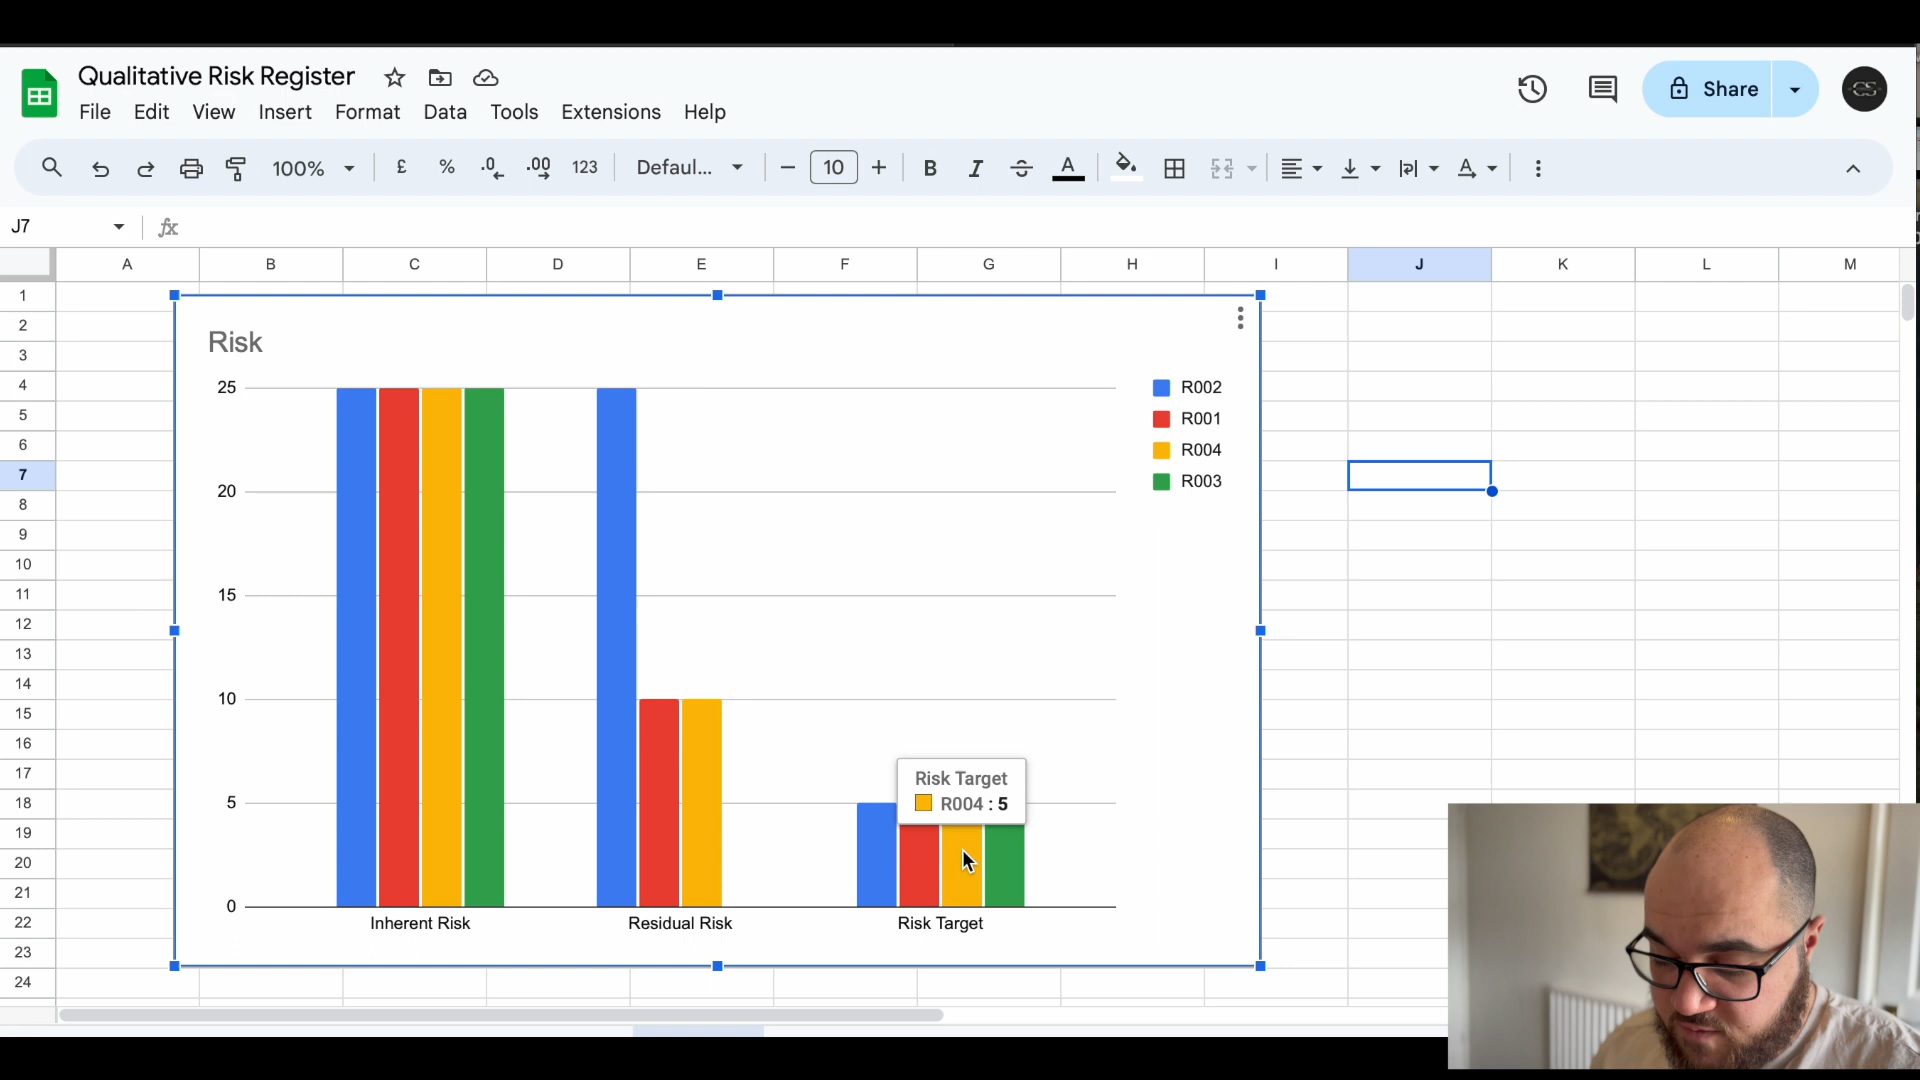 Qualitative Risk Register
File Edit View Insert Format Data Tools Extensions Help
Share
CS
100% £ % .0 .00 123 Defaul... 10 B I A
J7 fx
A B C D E F G H I J K L M
1
2
3
4
5
6
7
8
9
10
11
12
13
14
15
16
17
18
19
20
21
22
23
24
Risk
25
20
15
10
5
0
R002
R001
R004
R003
Risk Target
R004 : 5
Inherent Risk Residual Risk Risk Target